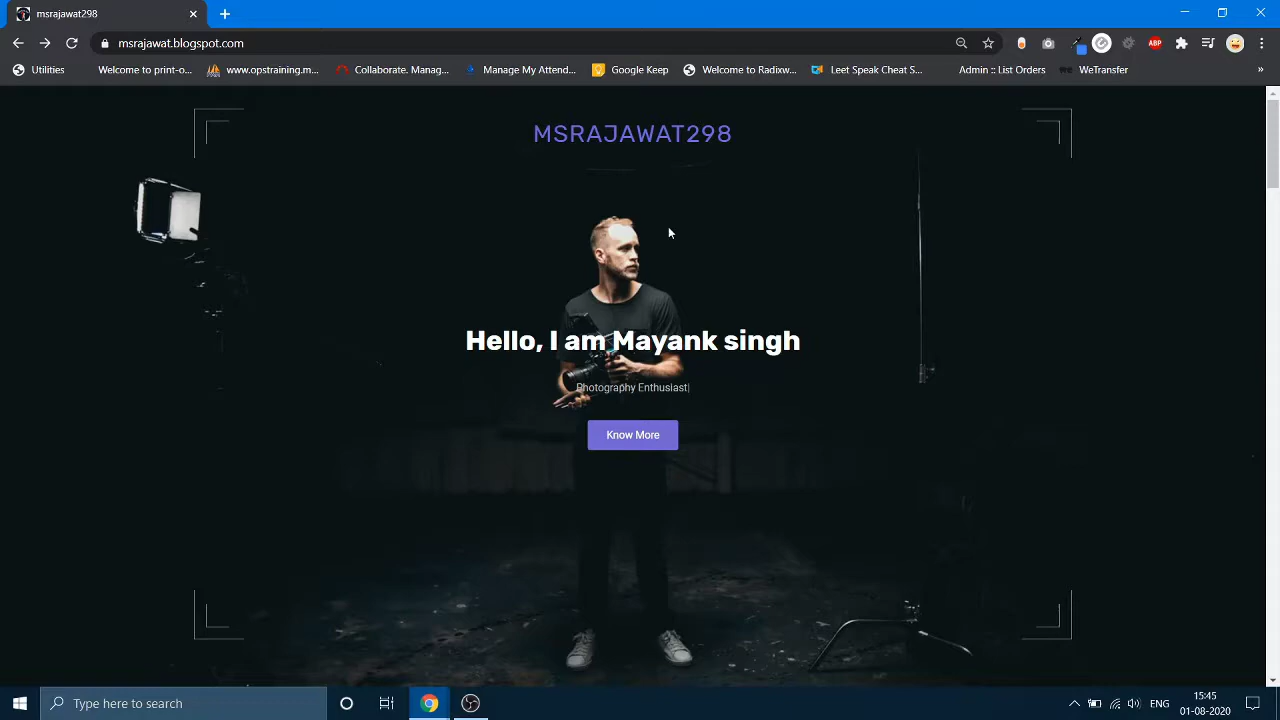 msrajawat298
msrajawat.blogspot.com
ABP
Utilities
Welcome to print-o...
www.opstraining.m...
Collaborate. Manag...
Manage My Attend...
Google Keep
Welcome to Radixw...
Leet Speak Cheat S...
Admin :: List Orders
we
WeTransfer
»
MSRAJAWAT298
Hello, I am Mayank singh
Photography Enthusiast|
Know More
Type here to search
ENG
15:45
01-08-2020